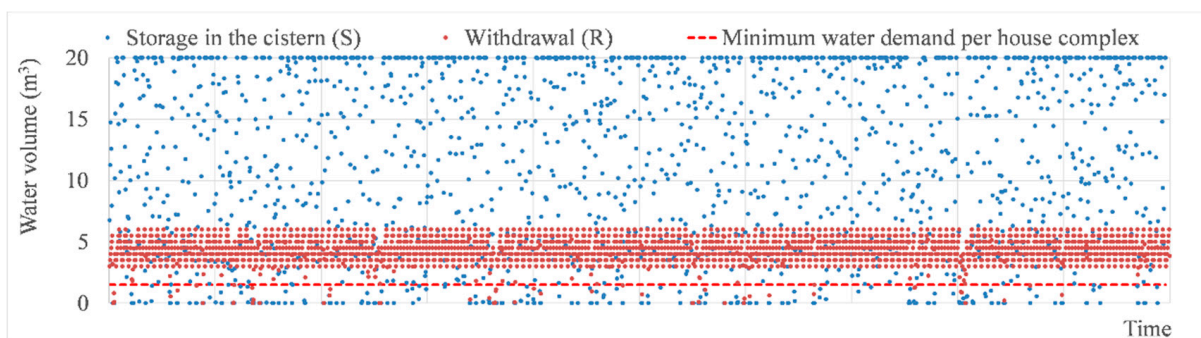 Storage in the cistern (S) Withdrawal (R) Minimum water demand per house complex
Water volume (m³)
20
15
10
5
0
Time